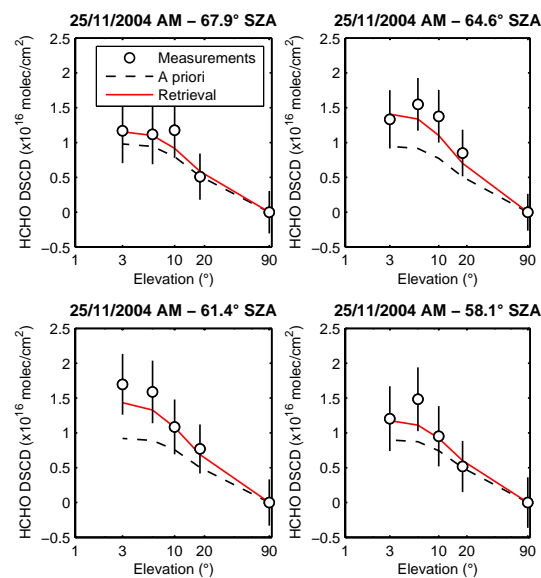 25/11/2004 AM – 67.9° SZA
2.5
2
1.5
1
0.5
0
−0.5
HCHO DSCD (x10^16 molec/cm^2)
Measurements
A priori
Retrieval
1 3 10 20 90
Elevation (°)
25/11/2004 AM – 64.6° SZA
2.5
2
1.5
1
0.5
0
−0.5
HCHO DSCD (x10^16 molec/cm^2)
1 3 10 20 90
Elevation (°)
25/11/2004 AM – 61.4° SZA
2.5
2
1.5
1
0.5
0
−0.5
HCHO DSCD (x10^16 molec/cm^2)
1 3 10 20 90
Elevation (°)
25/11/2004 AM – 58.1° SZA
2.5
2
1.5
1
0.5
0
−0.5
HCHO DSCD (x10^16 molec/cm^2)
1 3 10 20 90
Elevation (°)